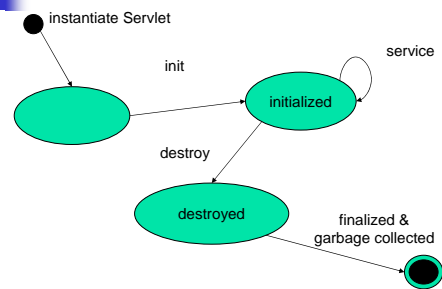 instantiate Servlet
init
service
initialized
destroy
destroyed
finalized &
garbage collected